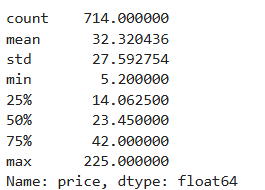 count    714.000000
mean      32.320436
std       27.592754
min        5.200000
25%       14.062500
50%       23.450000
75%       42.000000
max      225.000000
Name: price, dtype: float64